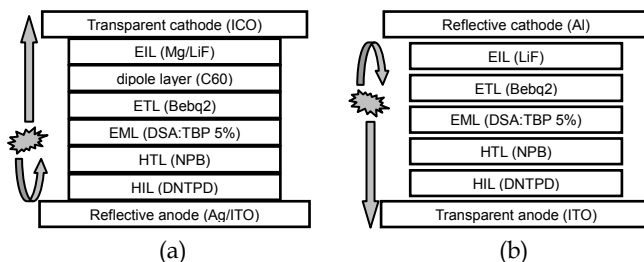 Transparent cathode (ICO)
EIL (Mg/LiF)
dipole layer (C60)
ETL (Bebq2)
EML (DSA:TBP 5%)
HTL (NPB)
HIL (DNTPD)
Reflective anode (Ag/ITO)
(a)
Reflective cathode (Al)
EIL (LiF)
ETL (Bebq2)
EML (DSA:TBP 5%)
HTL (NPB)
HIL (DNTPD)
Transparent anode (ITO)
(b)